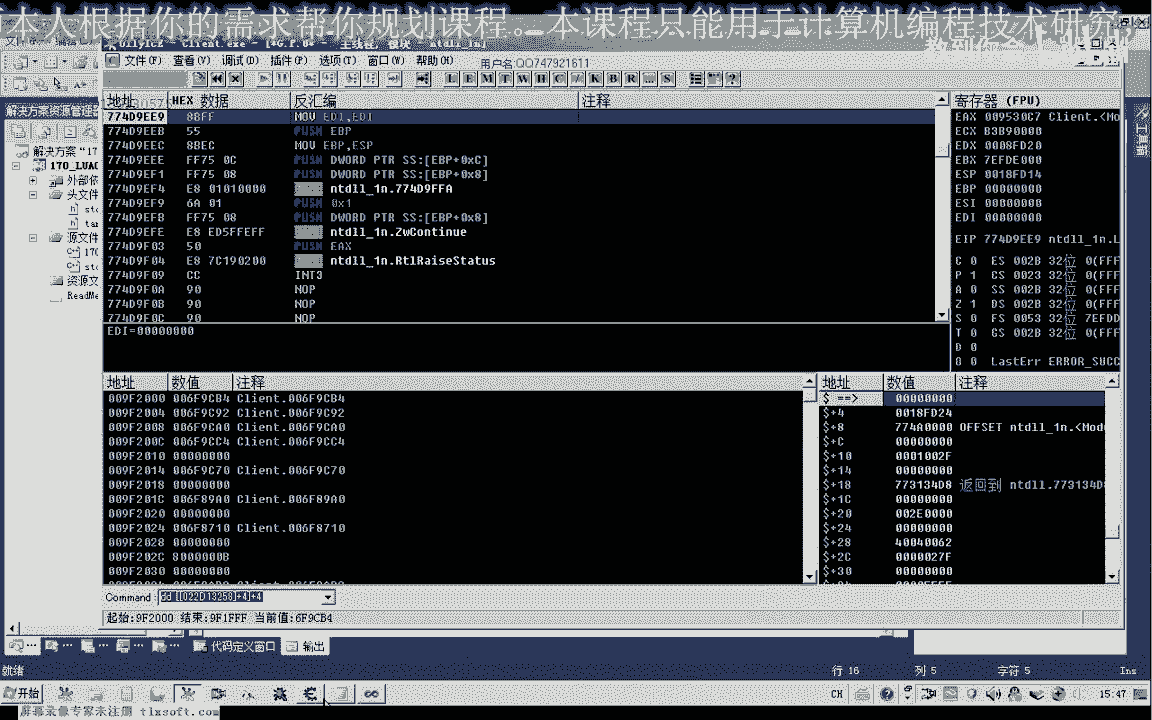 本人根据你的需求帮你规划课程。本课程只能用于计算机编程技术研究,
文件(F) 查看(V) 调试(D) 插件(P) 选项(T) 窗口(W) 帮助(H) 用户名:QQ747921611
L E M T W H C / K B R ... S
解决方案资源管理器
解决方案"17
170_LUAC
外部依
头文件
源文件
资源文
ReadMe
地址 HEX 数据 反汇编 注释
774D9EE9 8BFF MOV EDI,EDI
774D9EEB 55 PUSH EBP
774D9EEC 8BEC MOV EBP,ESP
774D9EEE FF75 0C PUSH DWORD PTR SS:[EBP+0xC]
774D9EF1 FF75 08 PUSH DWORD PTR SS:[EBP+0x8]
774D9EF4 E8 01010000 ntdll_1n.774D9FFA
774D9EF9 6A 01 PUSH 0x1
774D9EFB FF75 08 PUSH DWORD PTR SS:[EBP+0x8]
774D9EFE E8 ED5FFEFF ntdll_1n.ZwContinue
774D9F03 50 PUSH EAX
774D9F04 E8 7C190200 ntdll_1n.RtlRaiseStatus
774D9F09 CC INT3
774D9F0A 90 NOP
774D9F0B 90 NOP
774D9F0C 90 NOP
EDI=00000000
寄存器 (FPU)
EAX 009530C7 Client.<Mo
ECX B3B90000
EDX 0008FD20
EBX 7EFDE000
ESP 0018FD14
EBP 00000000
ESI 00000000
EDI 00000000
EIP 774D9EE9 ntdll_1n.L
C 0 ES 002B 32位 0(FFF
P 1 CS 0023 32位 0(FFF
A 0 SS 002B 32位 0(FFF
Z 1 DS 002B 32位 0(FFF
S 0 FS 0053 32位 7EFDD
T 0 GS 002B 32位 0(FFF
D 0
O 0 LastErr ERROR_SUCC
工具箱
地址 数值 注释
009F2000 006F9CB4 Client.006F9CB4
009F2004 006F9C92 Client.006F9C92
009F2008 006F9CA0 Client.006F9CA0
009F200C 006F9CC4 Client.006F9CC4
009F2010 00000000
009F2014 006F9C70 Client.006F9C70
009F2018 00000000
009F201C 006F89A0 Client.006F89A0
009F2020 00000000
009F2024 006F8710 Client.006F8710
009F2028 00000000
009F202C 8000000B
009F2030 00000000
地址 数值 注释
$ ==> 00000000
$+4 0018FD24
$+8 774A0000 OFFSET ntdll_1n.<Mod
$+C 00000000
$+10 0001002F
$+14 00000000
$+18 773134D8 返回到 ntdll.773134D
$+1C 00000000
$+20 002E0000
$+24 00000000
$+28 40040062
$+2C 0000027F
$+30 00000000
Command dd [[022D13258]+4]+4
起始:9F2000 结束:9F1FFF 当前值:6F9CB4
代码定义窗口 输出
就绪 行 16 列 5 字符 5 Ins
开始 CH 15:47
屏幕录像专家未注册 tlxsoft.com